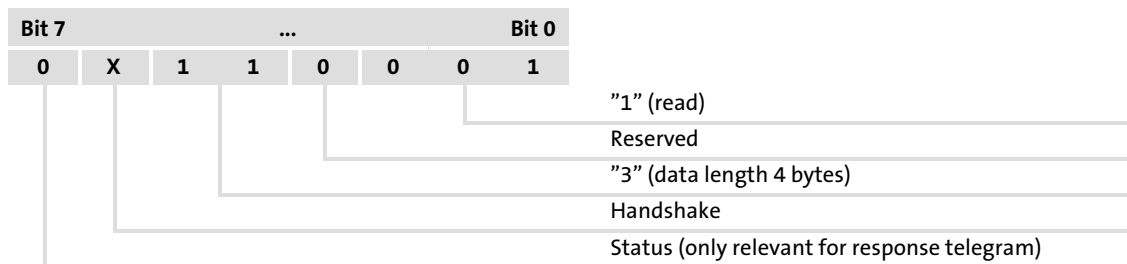 Bit 7 ... Bit 0
0 X 1 1 0 0 0 1
”1” (read)
Reserved
”3” (data length 4 bytes)
Handshake
Status (only relevant for response telegram)